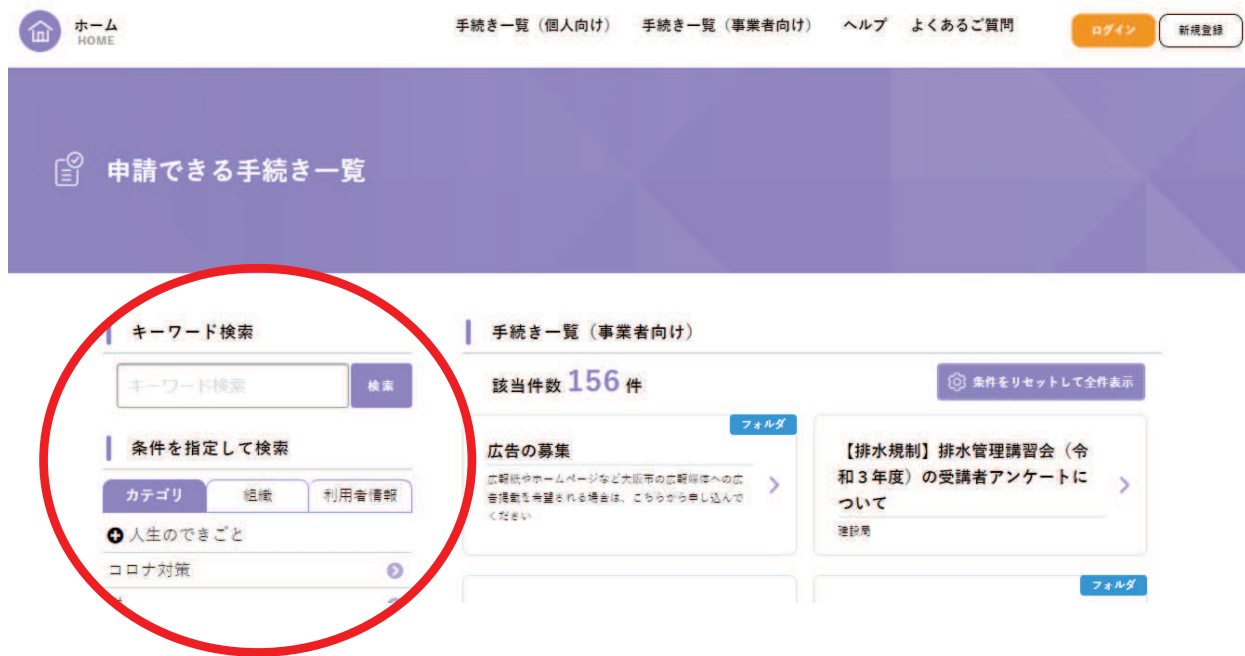 ホーム
HOME
手続き一覧（個人向け） 手続き一覧（事業者向け） ヘルプ よくあるご質問 ログイン 新規登録
申請できる手続き一覧
キーワード検索
キーワード検索 検索
条件を指定して検索
カテゴリ 組織 利用者情報
人生のできごと
コロナ対策
手続き一覧（事業者向け）
該当件数 156 件
条件をリセットして全件表示
フォルダ
広告の募集
広報紙やホームページなど大阪市の広報媒体への広
告掲載を希望される場合は、こちらから申し込んで
ください
【排水規制】排水管理講習会（令
和３年度）の受講者アンケートに
ついて
建設局
フォルダ